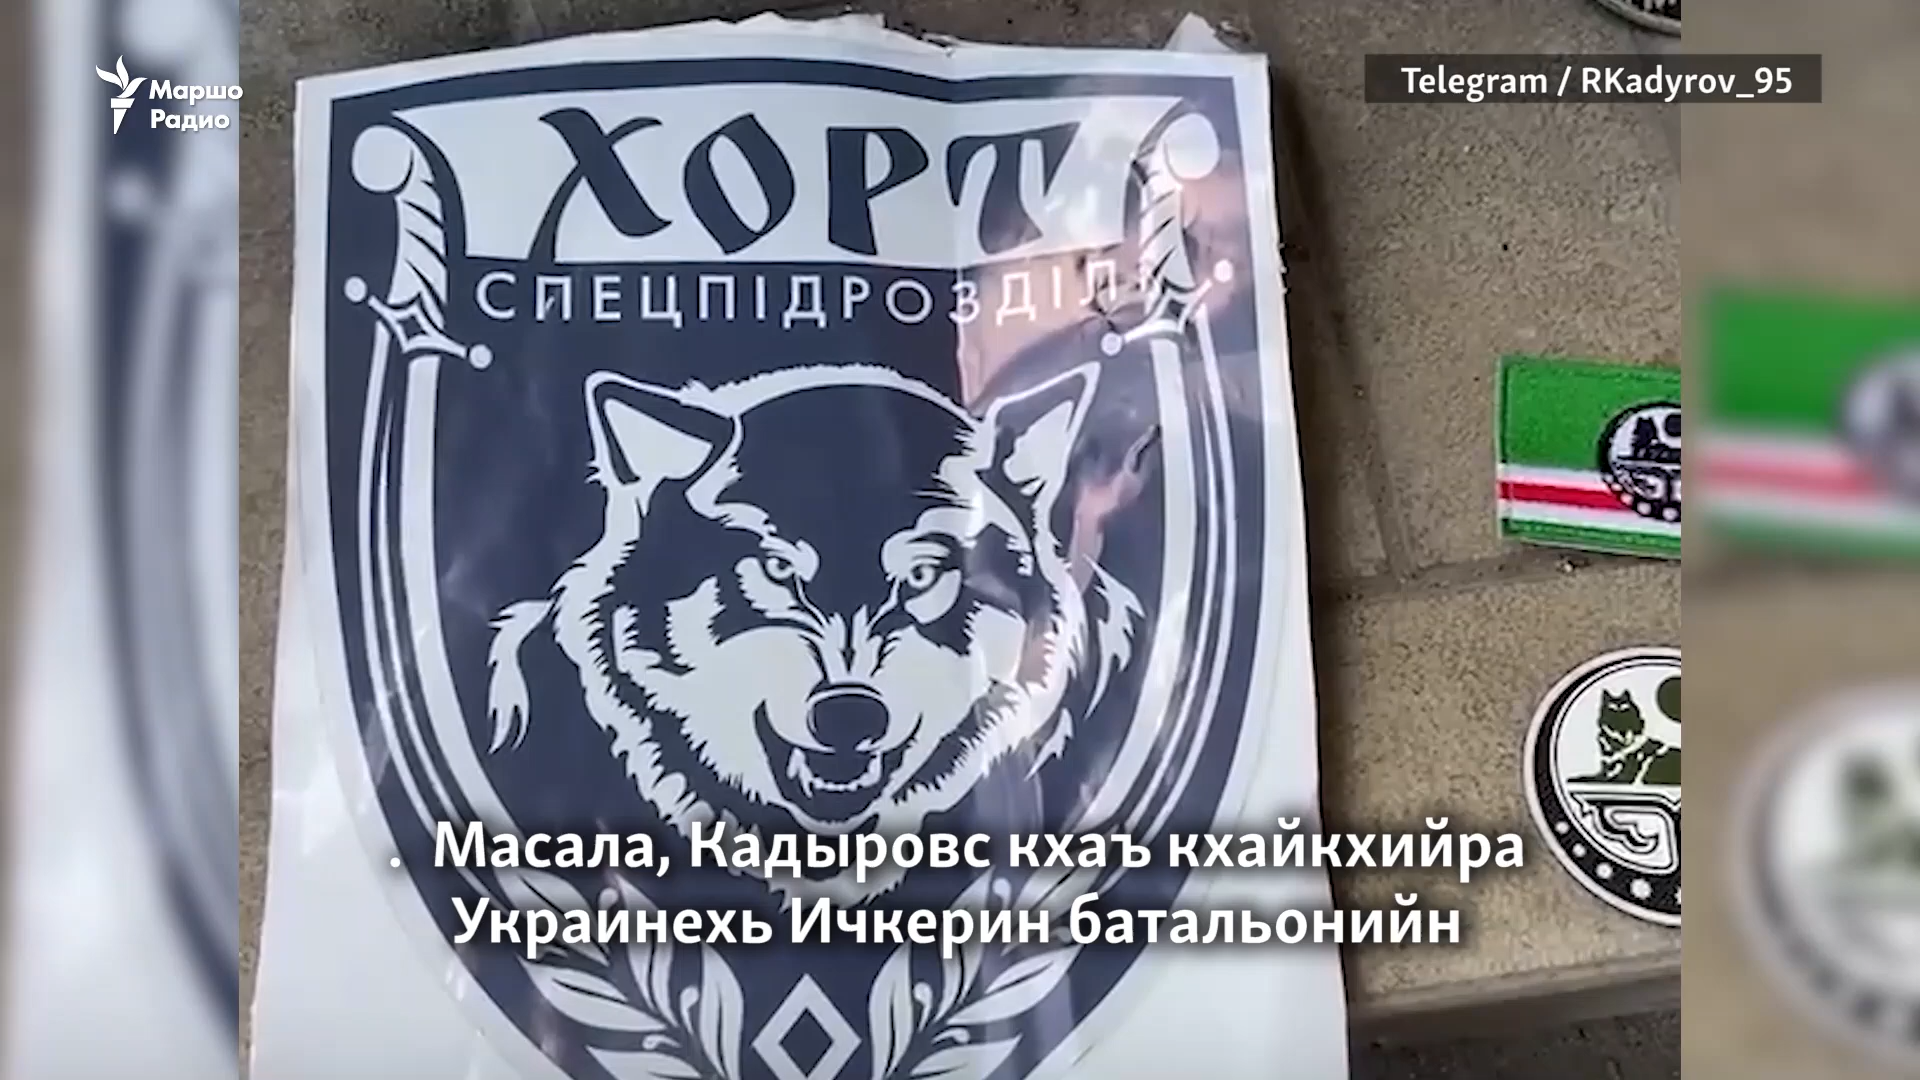 Маршо
Радио
Telegram / RKadyrov_95
ХОРТ
СПЕЦПІДРОЗДІЛ
. Масала, Кадыровс кхаъ кхайкхийра
Украинехь Ичкерин батальонийн